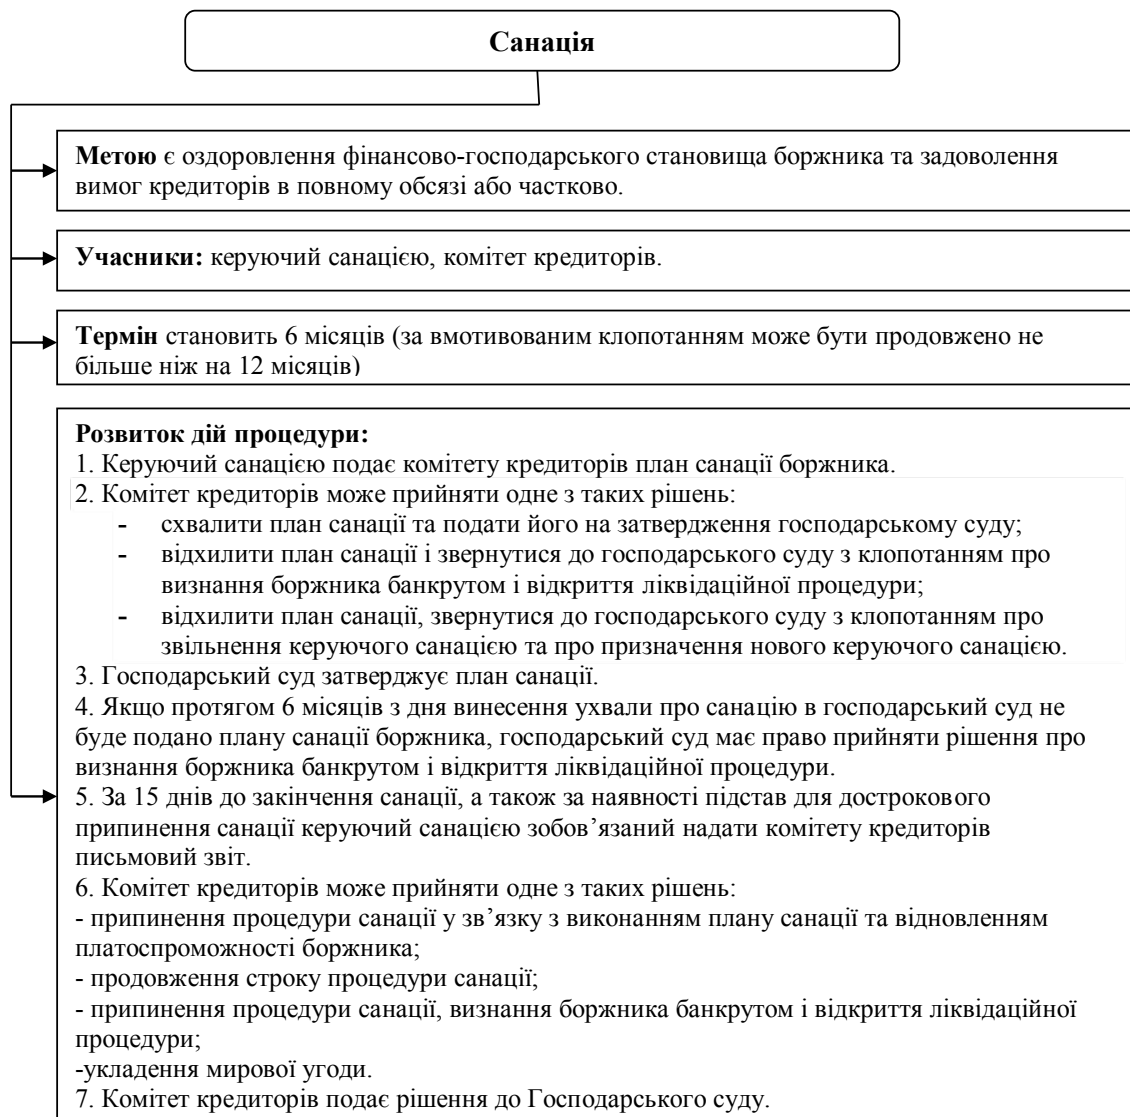 Санація
Метою є оздоровлення фінансово-господарського становища боржника та задоволення
вимог кредиторів в повному обсязі або частково.
Учасники: керуючий санацією, комітет кредиторів.
Термін становить 6 місяців (за вмотивованим клопотанням може бути продовжено не
більше ніж на 12 місяців)
Розвиток дій процедури:
1. Керуючий санацією подає комітету кредиторів план санації боржника.
2. Комітет кредиторів може прийняти одне з таких рішень:
- схвалити план санації та подати його на затвердження господарському суду;
- відхилити план санації і звернутися до господарського суду з клопотанням про
визнання боржника банкрутом і відкриття ліквідаційної процедури;
- відхилити план санації, звернутися до господарського суду з клопотанням про
звільнення керуючого санацією та про призначення нового керуючого санацією.
3. Господарський суд затверджує план санації.
4. Якщо протягом 6 місяців з дня винесення ухвали про санацію в господарський суд не
буде подано плану санації боржника, господарський суд має право прийняти рішення про
визнання боржника банкрутом і відкриття ліквідаційної процедури.
5. За 15 днів до закінчення санації, а також за наявності підстав для дострокового
припинення санації керуючий санацією зобов’язаний надати комітету кредиторів
письмовий звіт.
6. Комітет кредиторів може прийняти одне з таких рішень:
- припинення процедури санації у зв’язку з виконанням плану санації та відновленням
платоспроможності боржника;
- продовження строку процедури санації;
- припинення процедури санації, визнання боржника банкрутом і відкриття ліквідаційної
процедури;
-укладення мирової угоди.
7. Комітет кредиторів подає рішення до Господарського суду.